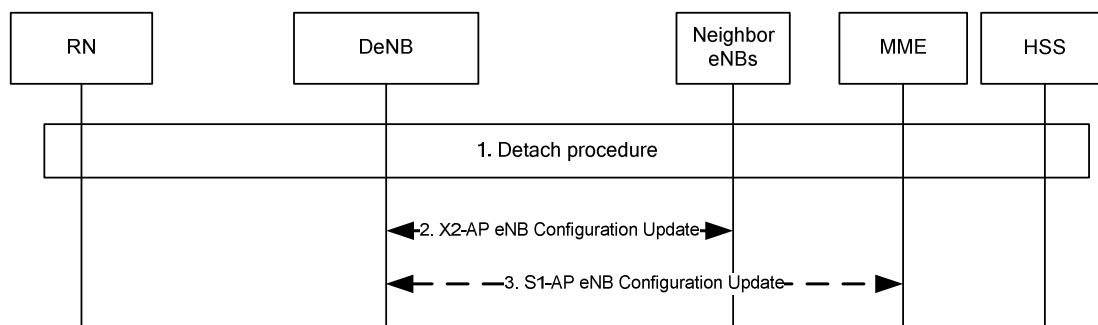 RN
DeNB
Neighbor
eNBs
MME
HSS
1. Detach procedure
2. X2-AP eNB Configuration Update
3. S1-AP eNB Configuration Update